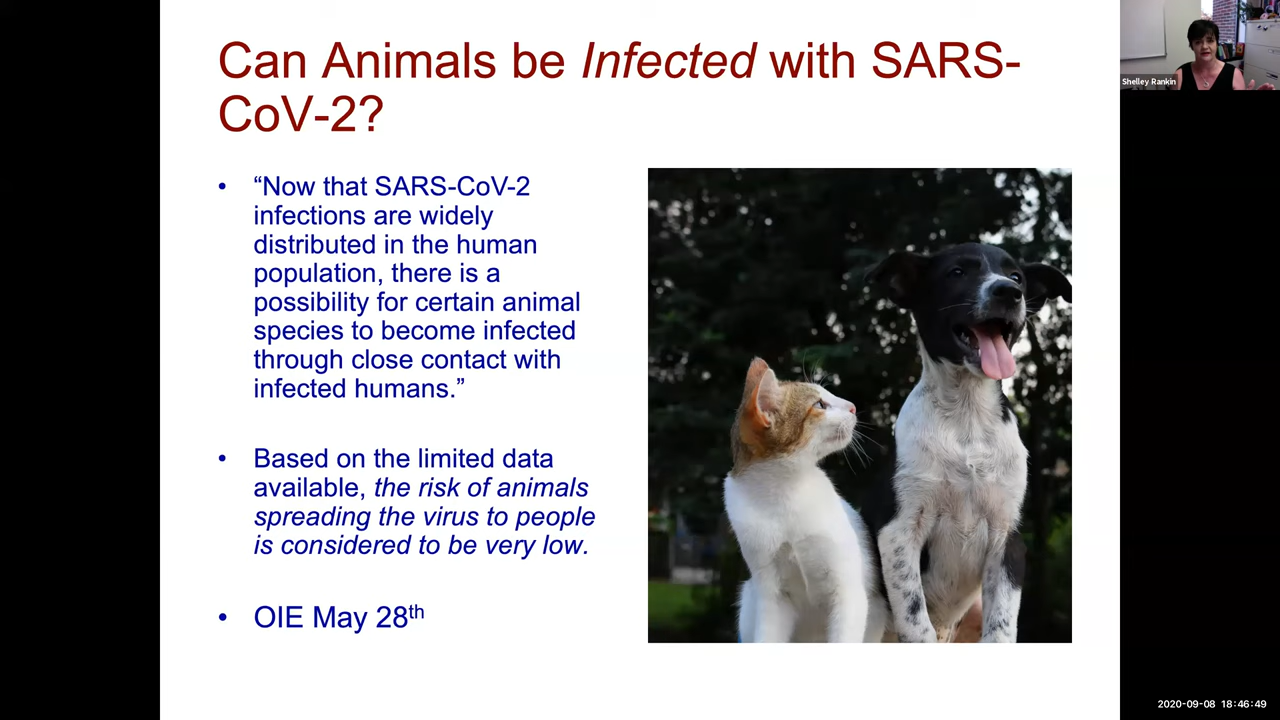 Can Animals be Infected with SARS-
CoV-2?
• “Now that SARS-CoV-2
infections are widely
distributed in the human
population, there is a
possibility for certain animal
species to become infected
through close contact with
infected humans.”
• Based on the limited data
available, the risk of animals
spreading the virus to people
is considered to be very low.
• OIE May 28th
Shelley Rankin
2020-09-08 18:46:49